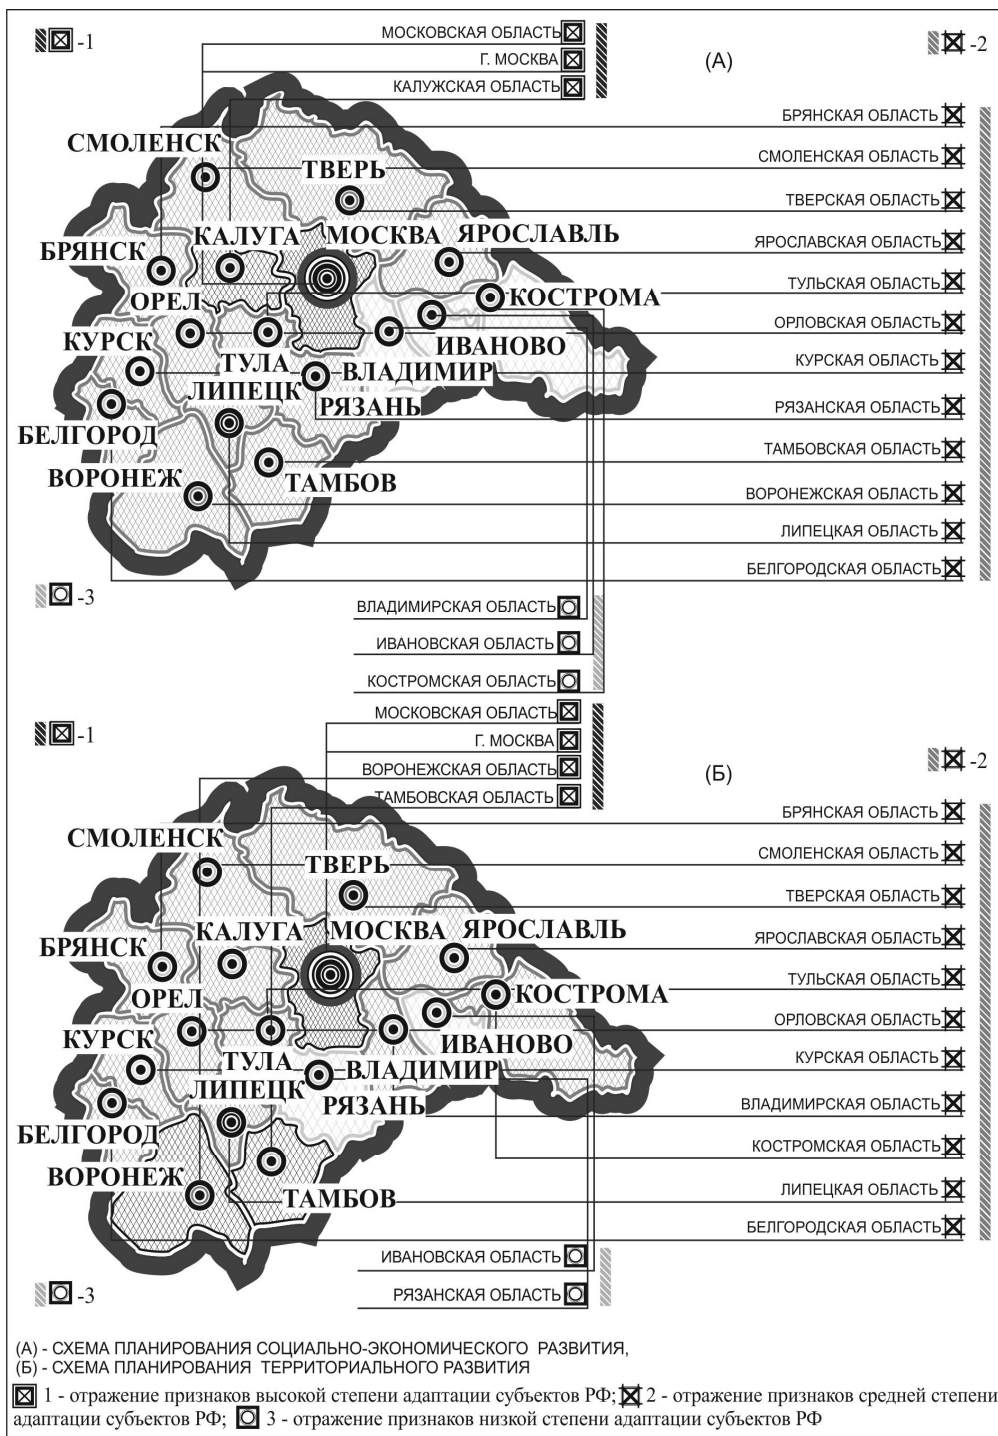 -1
МОСКОВСКАЯ ОБЛАСТЬ
Г. МОСКВА
КАЛУЖСКАЯ ОБЛАСТЬ
(А)
-2
БРЯНСКАЯ ОБЛАСТЬ
СМОЛЕНСКАЯ ОБЛАСТЬ
ТВЕРСКАЯ ОБЛАСТЬ
ЯРОСЛАВСКАЯ ОБЛАСТЬ
ТУЛЬСКАЯ ОБЛАСТЬ
ОРЛОВСКАЯ ОБЛАСТЬ
КУРСКАЯ ОБЛАСТЬ
РЯЗАНСКАЯ ОБЛАСТЬ
ТАМБОВСКАЯ ОБЛАСТЬ
ВОРОНЕЖСКАЯ ОБЛАСТЬ
ЛИПЕЦКАЯ ОБЛАСТЬ
БЕЛГОРОДСКАЯ ОБЛАСТЬ
СМОЛЕНСК
ТВЕРЬ
БРЯНСК
КАЛУГА
МОСКВА
ЯРОСЛАВЛЬ
ОРЕЛ
КОСТРОМА
КУРСК
ТУЛА
ИВАНОВО
ЛИПЕЦК
ВЛАДИМИР
РЯЗАНЬ
БЕЛГОРОД
ВОРОНЕЖ
ТАМБОВ
-3
ВЛАДИМИРСКАЯ ОБЛАСТЬ
ИВАНОВСКАЯ ОБЛАСТЬ
КОСТРОМСКАЯ ОБЛАСТЬ
-1
МОСКОВСКАЯ ОБЛАСТЬ
Г. МОСКВА
ВОРОНЕЖСКАЯ ОБЛАСТЬ
ТАМБОВСКАЯ ОБЛАСТЬ
(Б)
-2
БРЯНСКАЯ ОБЛАСТЬ
СМОЛЕНСКАЯ ОБЛАСТЬ
ТВЕРСКАЯ ОБЛАСТЬ
ЯРОСЛАВСКАЯ ОБЛАСТЬ
ТУЛЬСКАЯ ОБЛАСТЬ
ОРЛОВСКАЯ ОБЛАСТЬ
КУРСКАЯ ОБЛАСТЬ
ВЛАДИМИРСКАЯ ОБЛАСТЬ
КОСТРОМСКАЯ ОБЛАСТЬ
ЛИПЕЦКАЯ ОБЛАСТЬ
БЕЛГОРОДСКАЯ ОБЛАСТЬ
СМОЛЕНСК
ТВЕРЬ
БРЯНСК
КАЛУГА
МОСКВА
ЯРОСЛАВЛЬ
ОРЕЛ
КОСТРОМА
КУРСК
ТУЛА
ИВАНОВО
ЛИПЕЦК
ВЛАДИМИР
РЯЗАНЬ
БЕЛГОРОД
ВОРОНЕЖ
ТАМБОВ
-3
ИВАНОВСКАЯ ОБЛАСТЬ
РЯЗАНСКАЯ ОБЛАСТЬ
(А) - СХЕМА ПЛАНИРОВАНИЯ СОЦИАЛЬНО-ЭКОНОМИЧЕСКОГО РАЗВИТИЯ,
(Б) - СХЕМА ПЛАНИРОВАНИЯ ТЕРРИТОРИАЛЬНОГО РАЗВИТИЯ
1 - отражение признаков высокой степени адаптации субъектов РФ; 2 - отражение признаков средней степени
адаптации субъектов РФ; 3 - отражение признаков низкой степени адаптации субъектов РФ